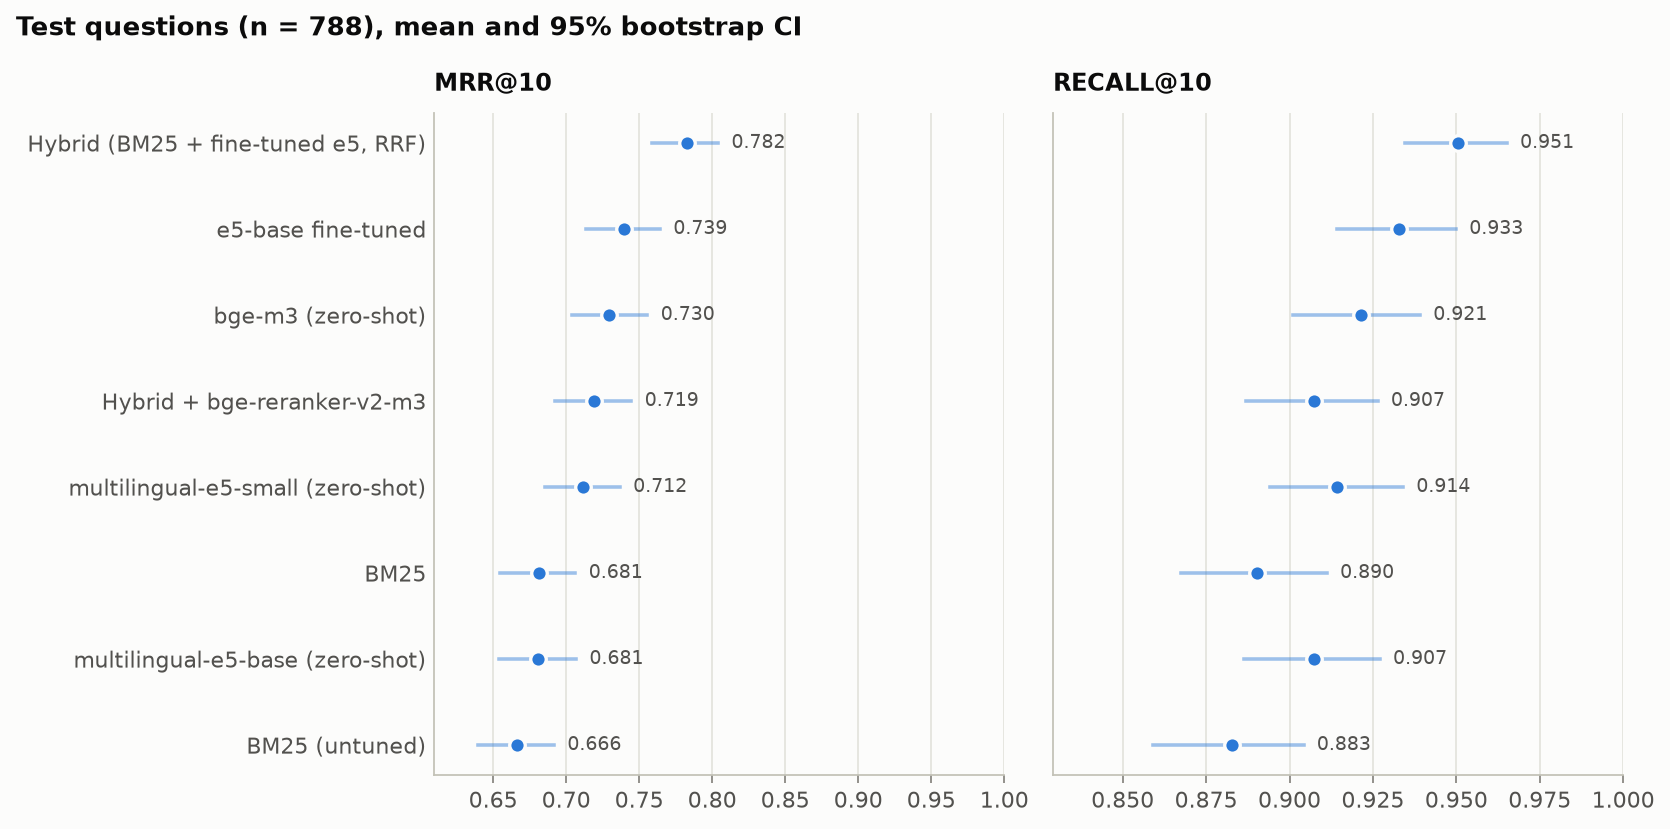 Test questions (n = 788), mean and 95% bootstrap CI
MRR@10
RECALL@10
Hybrid (BM25 + fine-tuned e5, RRF) 0.782 0.951
e5-base fine-tuned 0.739 0.933
bge-m3 (zero-shot) 0.730 0.921
Hybrid + bge-reranker-v2-m3 0.719 0.907
multilingual-e5-small (zero-shot) 0.712 0.914
BM25 0.681 0.890
multilingual-e5-base (zero-shot) 0.681 0.907
BM25 (untuned) 0.666 0.883
0.65 0.70 0.75 0.80 0.85 0.90 0.95 1.00
0.850 0.875 0.900 0.925 0.950 0.975 1.000